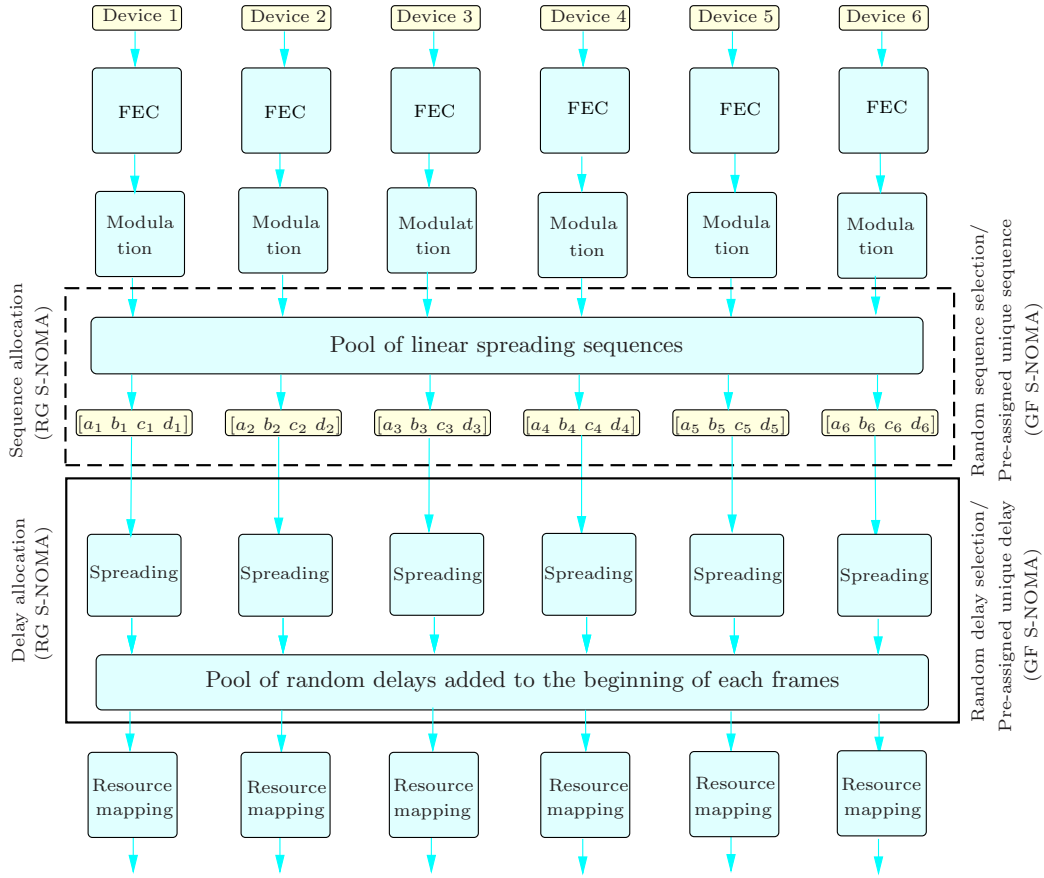 Device 1
Device 2
Device 3
Device 4
Device 5
Device 6
FEC
FEC
FEC
FEC
FEC
FEC
Modula
tion
Modula
tion
Modulat
tion
Modula
tion
Modula
tion
Modula
tion
Sequence allocation/
(RG S-NOMA)
Pool of linear spreading sequences
[a1 b1 c1 d1]
[a2 b2 c2 d2]
[a3 b3 c3 d3]
[a4 b4 c4 d4]
[a5 b5 c5 d5]
[a6 b6 c6 d6]
Random sequence selection/
Pre-assigned unique sequence
(GF S-NOMA)
Delay allocation
(RG S-NOMA)
Spreading
Spreading
Spreading
Spreading
Spreading
Spreading
Pool of random delays added to the beginning of each frames
Random delay selection/
Pre-assigned unique delay
(GF S-NOMA)
Resource
mapping
Resource
mapping
Resource
mapping
Resource
mapping
Resource
mapping
Resource
mapping